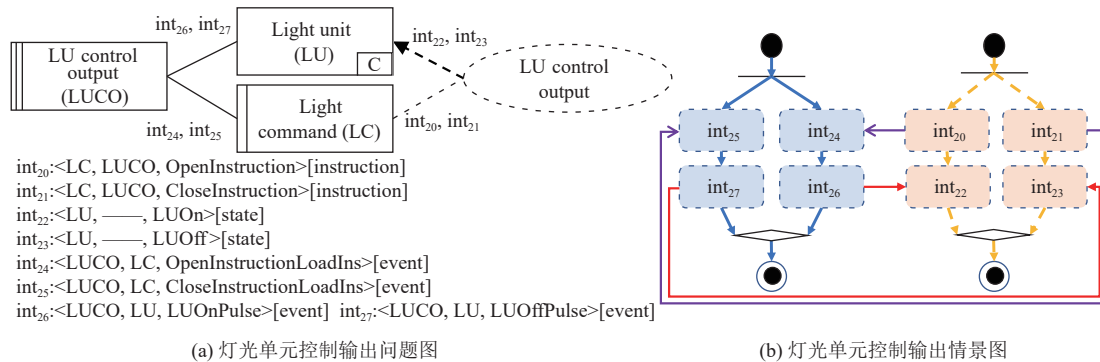 int₂₆, int₂₇
Light unit
(LU)
C
int₂₂, int₂₃
LU control
output
(LUCO)
LU control
output
Light
command (LC)
int₂₄, int₂₅
int₂₀, int₂₁
int₂₀:<LC, LUCO, OpenInstruction>[instruction]
int₂₁:<LC, LUCO, CloseInstruction>[instruction]
int₂₂:<LU, ——, LUOn>[state]
int₂₃:<LU, ——, LUOff>[state]
int₂₄:<LUCO, LC, OpenInstructionLoadIns>[event]
int₂₅:<LUCO, LC, CloseInstructionLoadIns>[event]
int₂₆:<LUCO, LU, LUOnPulse>[event] int₂₇:<LUCO, LU, LUOffPulse>[event]
(a) 灯光单元控制输出问题图
int₂₅
int₂₄
int₂₀
int₂₁
int₂₇
int₂₆
int₂₂
int₂₃
(b) 灯光单元控制输出情景图